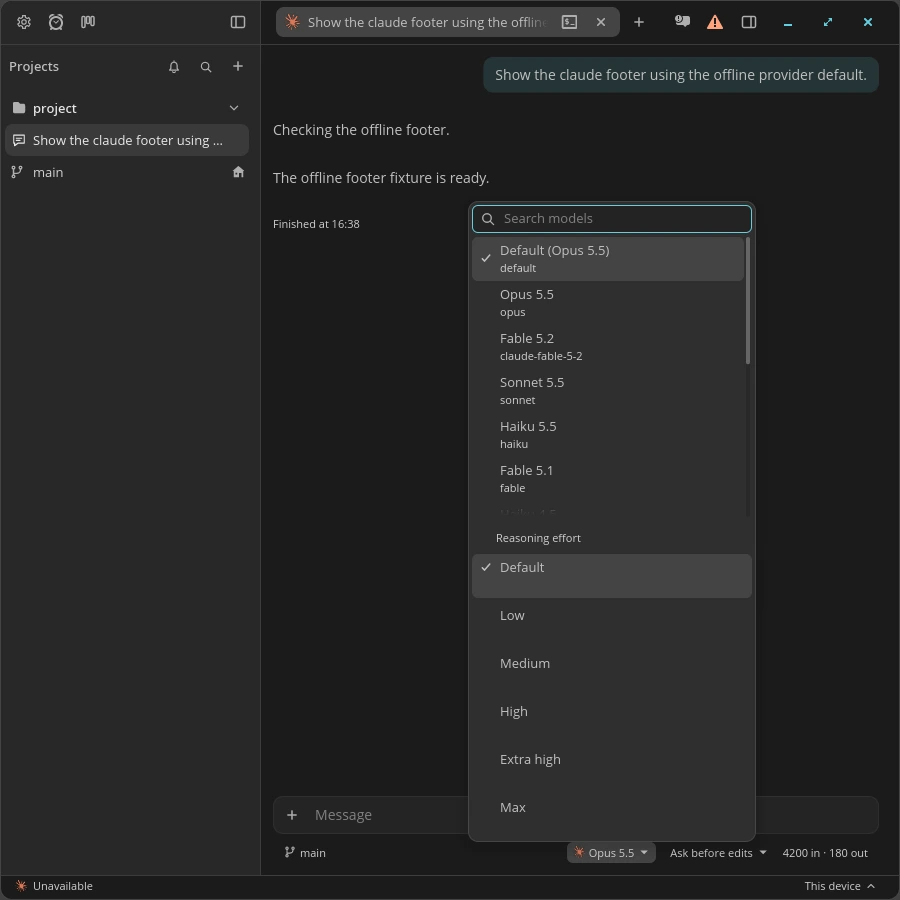 Show the claude footer using the offline
Projects
project
Show the claude footer using ...
main
Show the claude footer using the offline provider default.
Checking the offline footer.
The offline footer fixture is ready.
Finished at 16:38
Search models
Default (Opus 5.5)
default
Opus 5.5
opus
Fable 5.2
claude-fable-5-2
Sonnet 5.5
sonnet
Haiku 5.5
haiku
Fable 5.1
fable
Reasoning effort
Default
Low
Medium
High
Extra high
Max
Message
main
Opus 5.5
Ask before edits
4200 in · 180 out
Unavailable
This device